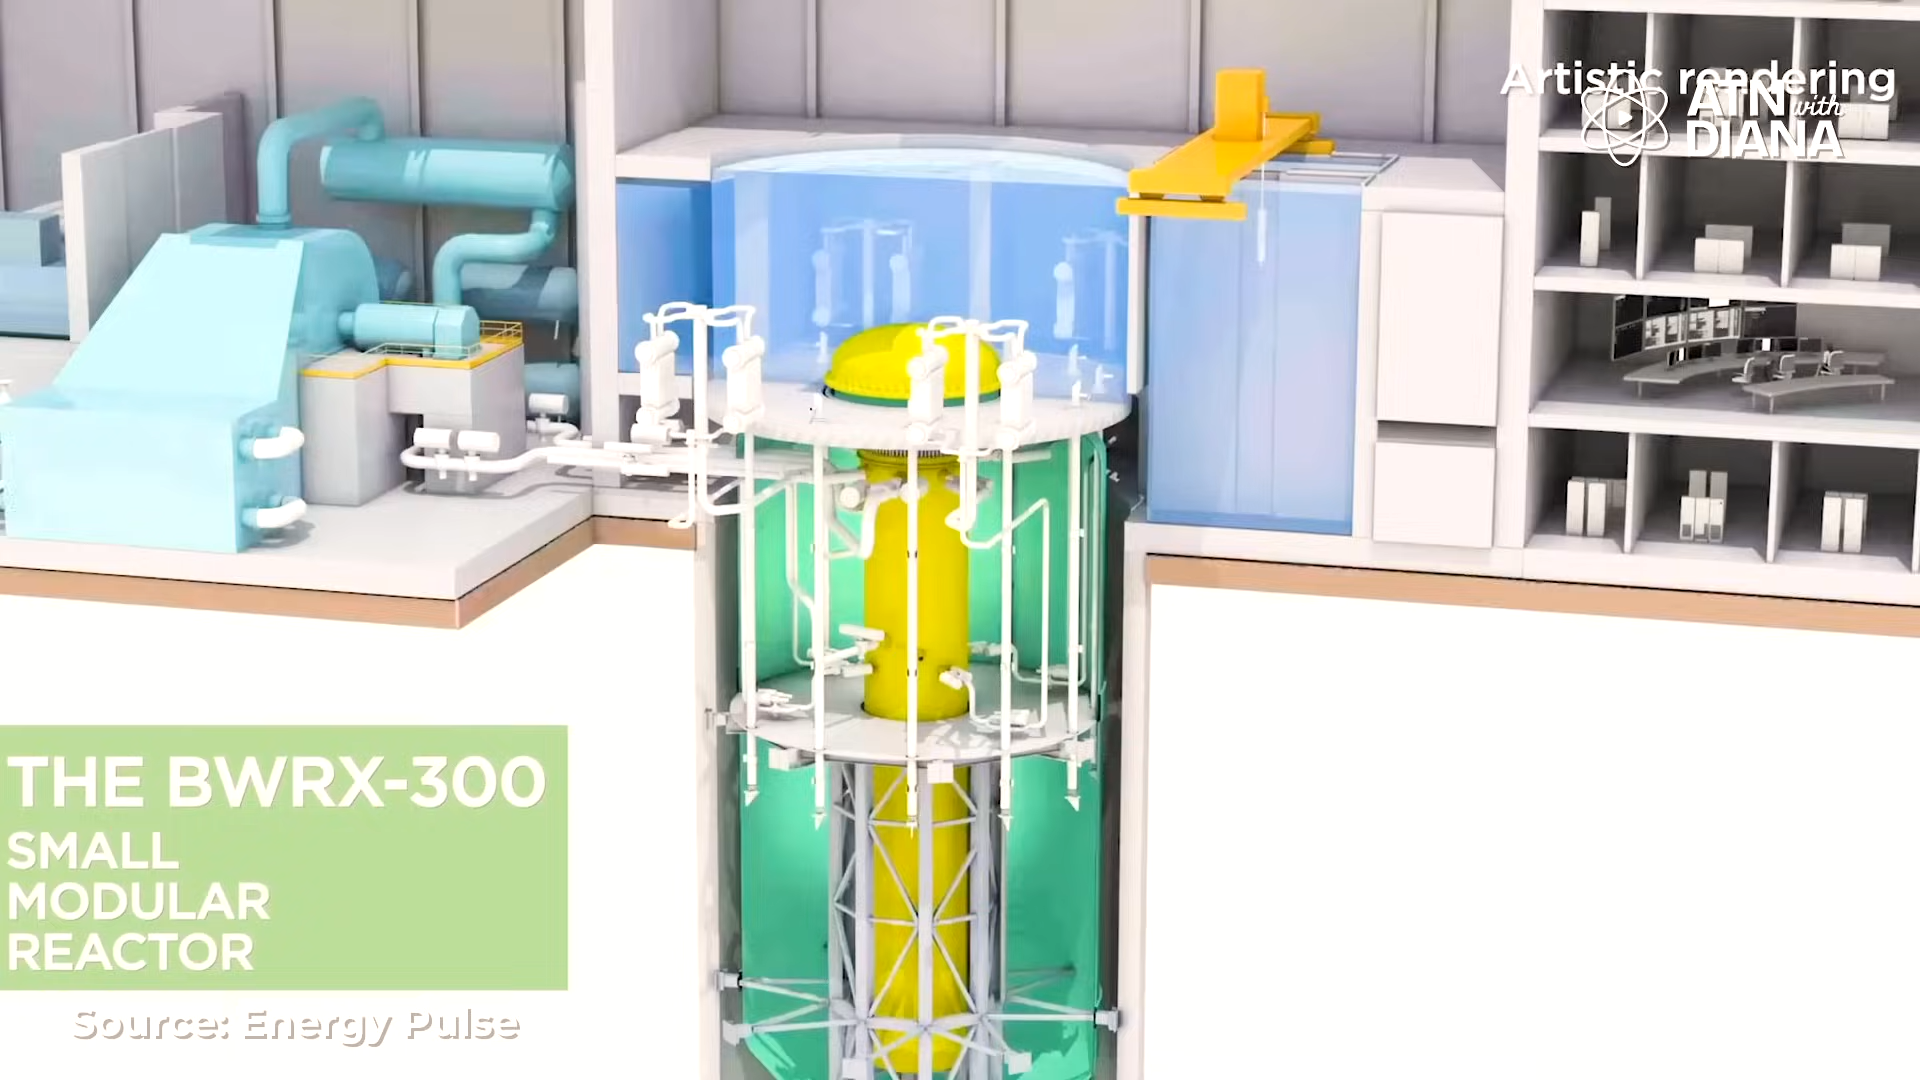 Artistic rendering
ATN with
DIANA
THE BWRX-300
SMALL
MODULAR
REACTOR
Source: Energy Pulse